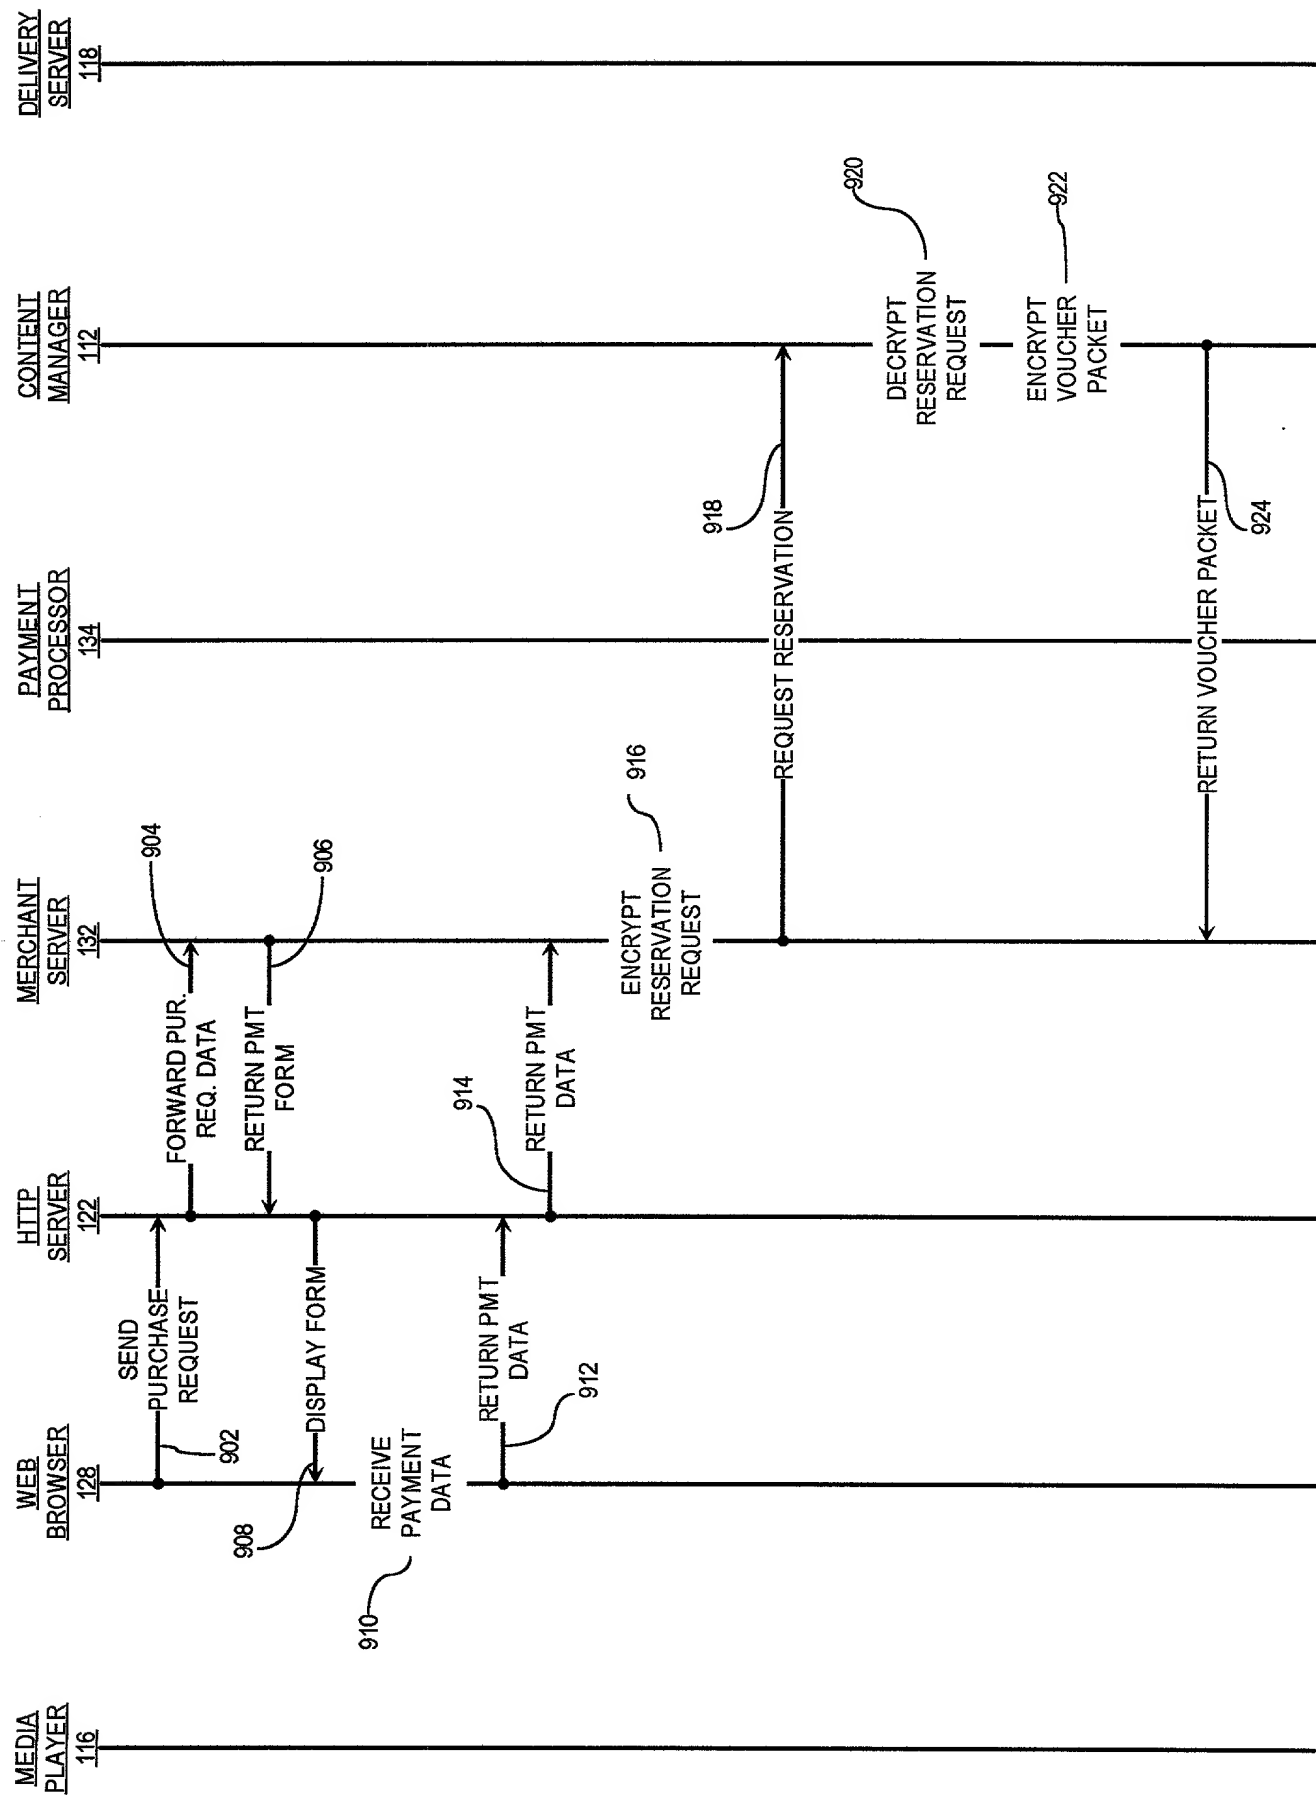 MEDIA
PLAYER
116
WEB
BROWSER
128
HTTP
SERVER
122
MERCHANT
SERVER
132
PAYMENT
PROCESSOR
134
CONTENT
MANAGER
112
DELIVERY
SERVER
118
SEND
PURCHASE
REQUEST
902
FORWARD PUR.
REQ. DATA
904
RETURN PMT
FORM
906
DISPLAY FORM
908
RECEIVE
PAYMENT
DATA
910
RETURN PMT
DATA
912
RETURN PMT
DATA
914
ENCRYPT
RESERVATION
REQUEST
916
REQUEST RESERVATION
918
DECRYPT
RESERVATION
REQUEST
920
ENCRYPT
VOUCHER
PACKET
922
RETURN VOUCHER PACKET
924